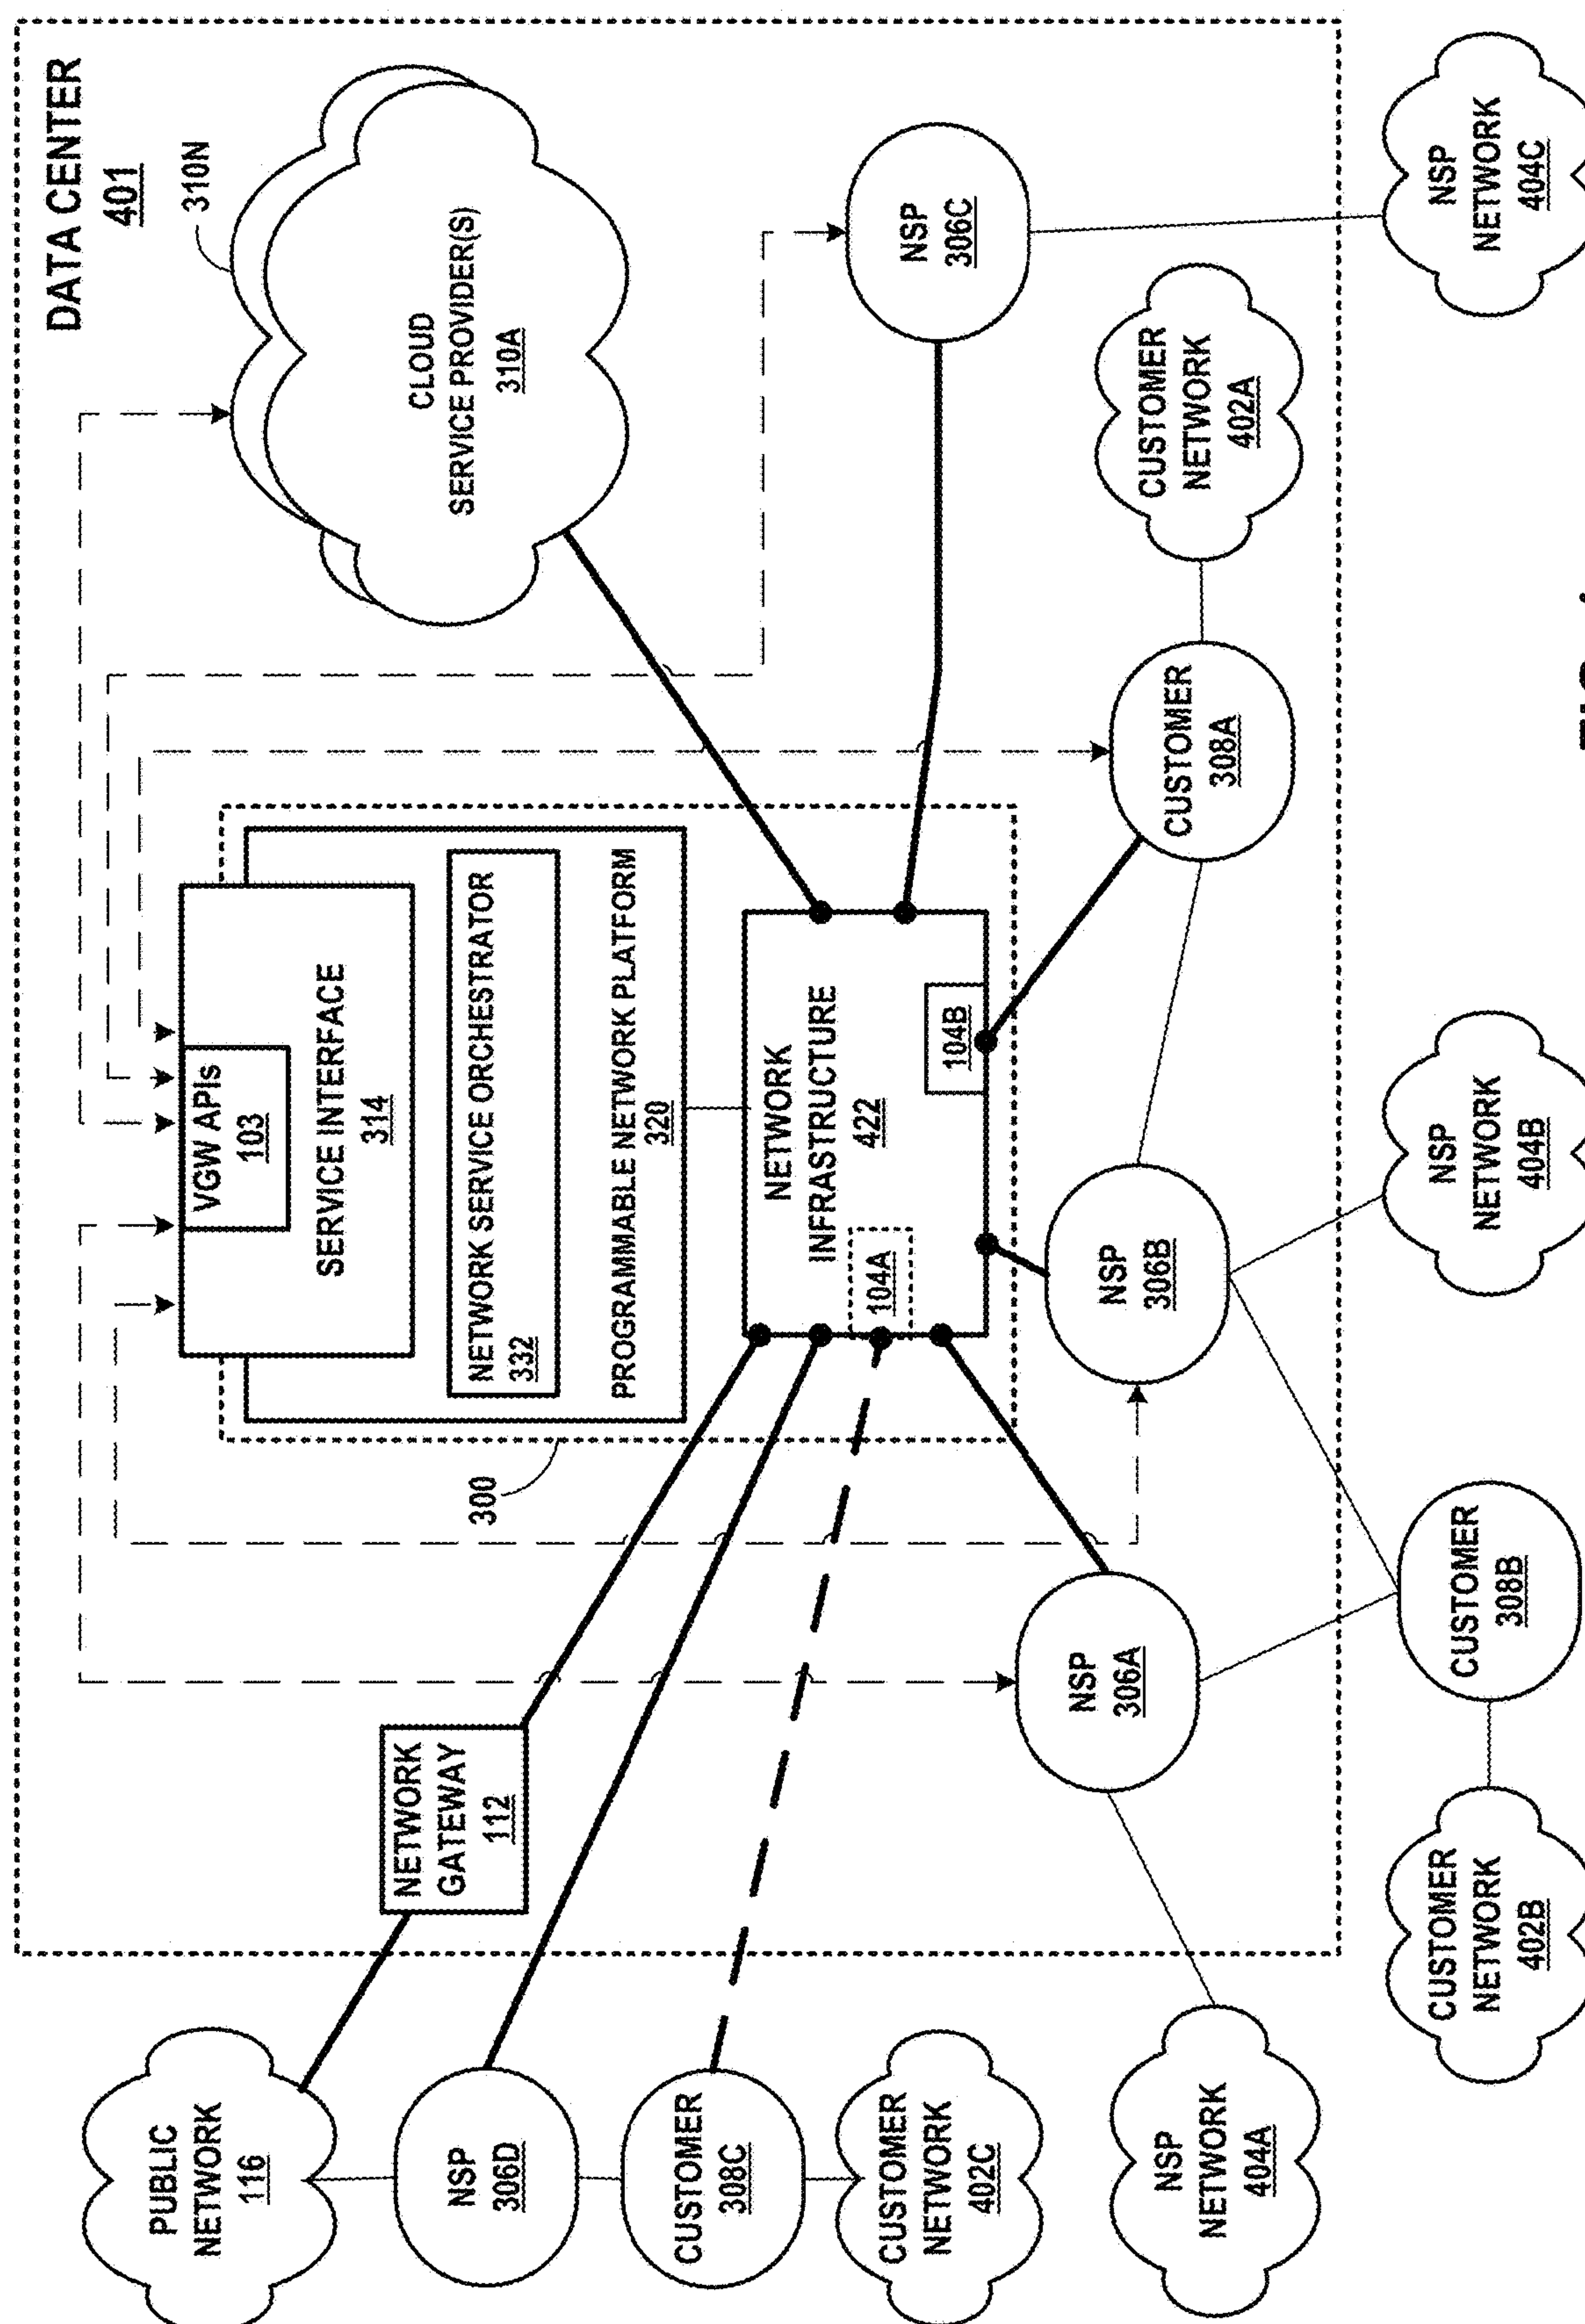 DATA CENTER
401
310N
CLOUD
SERVICE PROVIDER(S)
310A
VGW APIs
103
SERVICE INTERFACE
314
NETWORK SERVICE ORCHESTRATOR
332
PROGRAMMABLE NETWORK PLATFORM
320
300
NETWORK
INFRASTRUCTURE
422
104A
104B
NETWORK
GATEWAY
112
PUBLIC
NETWORK
116
NSP
306D
CUSTOMER
308C
CUSTOMER
NETWORK
402C
NSP
NETWORK
404A
NSP
306A
NSP
306B
NSP
306C
CUSTOMER
308A
CUSTOMER
NETWORK
402A
CUSTOMER
NETWORK
402B
CUSTOMER
308B
NSP
NETWORK
404B
NSP
NETWORK
404C